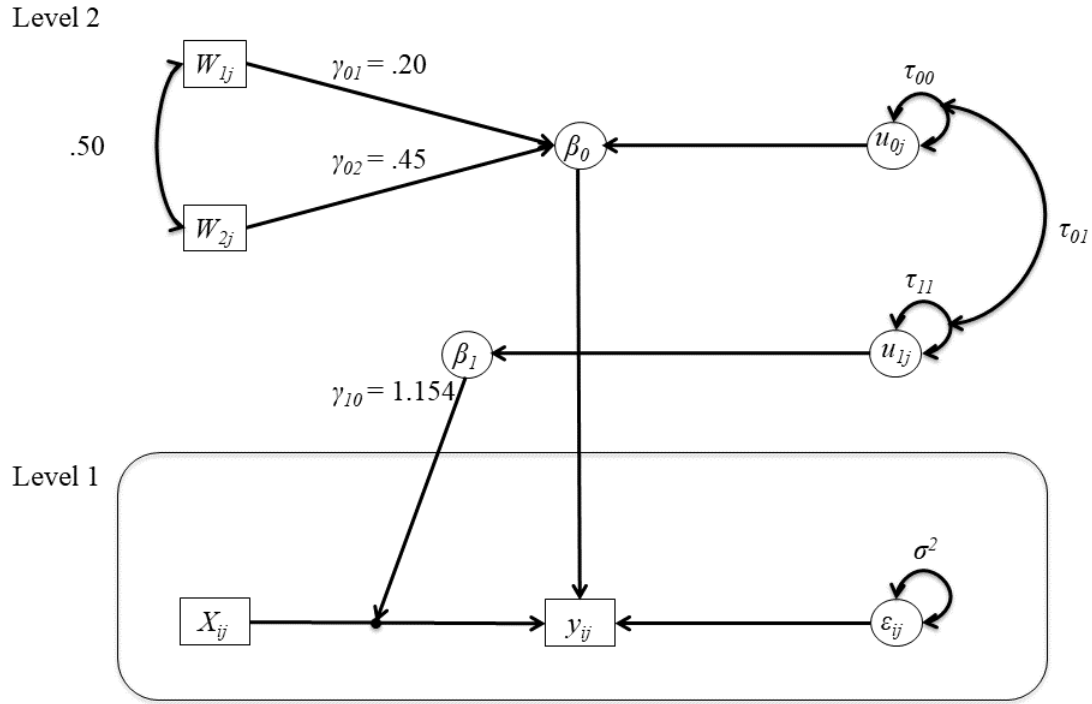 Level 2
W1j
γ01 = .20
τ00
.50
β0
u0j
γ02 = .45
W2j
τ01
τ11
β1
u1j
γ10 = 1.154
Level 1
σ2
Xij
yij
εij